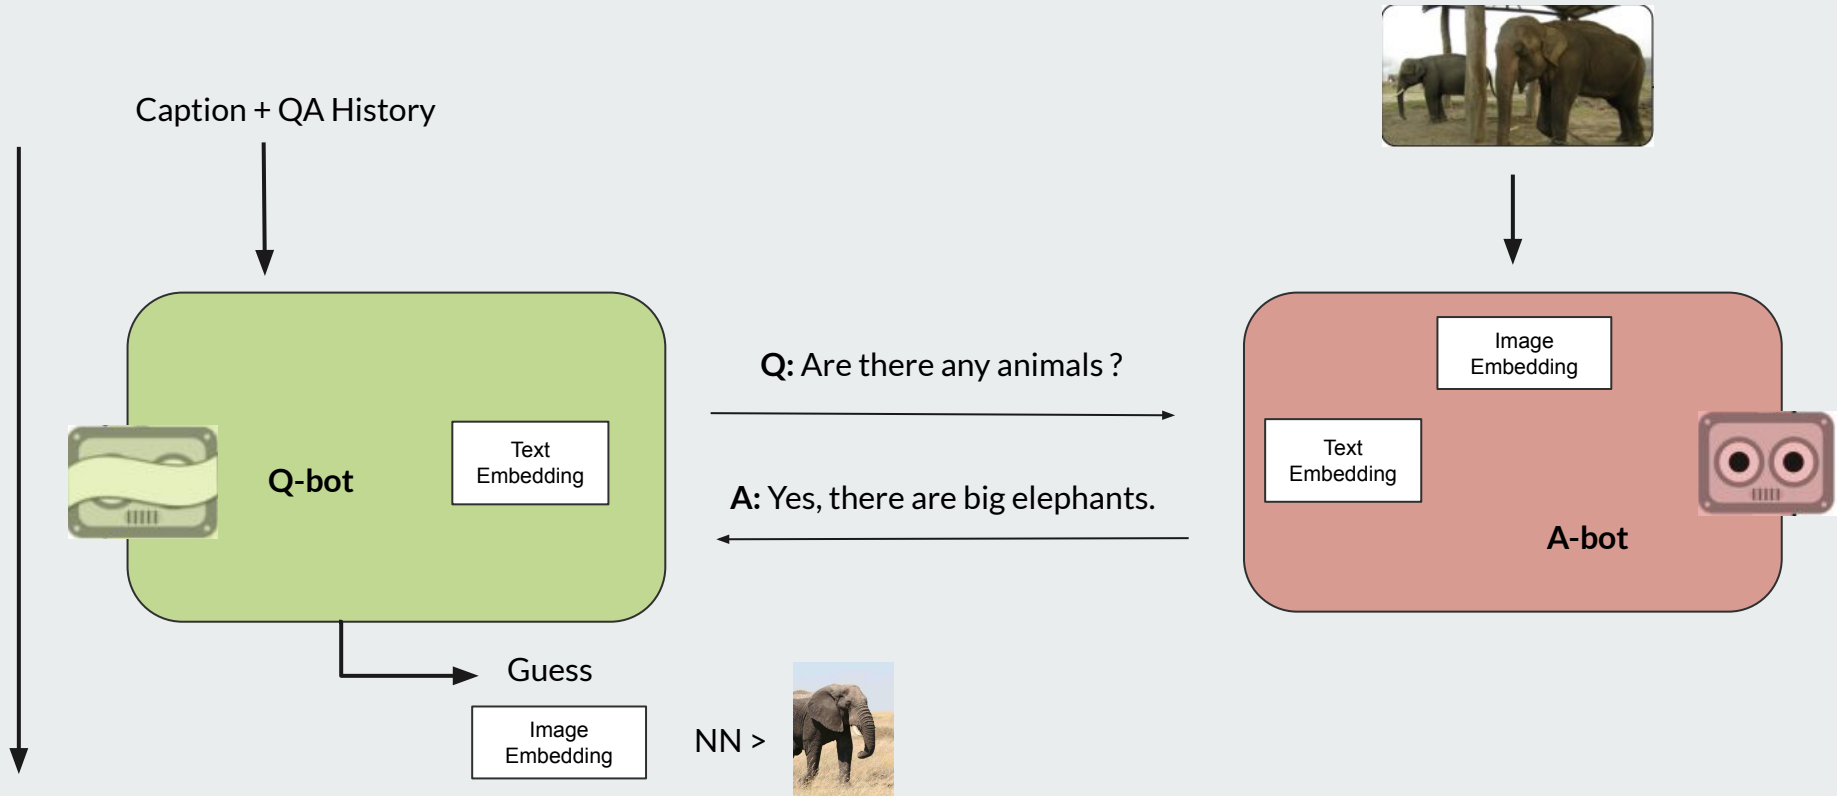 Caption + QA History
Q: Are there any animals ?
A: Yes, there are big elephants.
Q-bot
Text
Embedding
Image
Embedding
Text
Embedding
A-bot
Guess
Image
Embedding
NN >